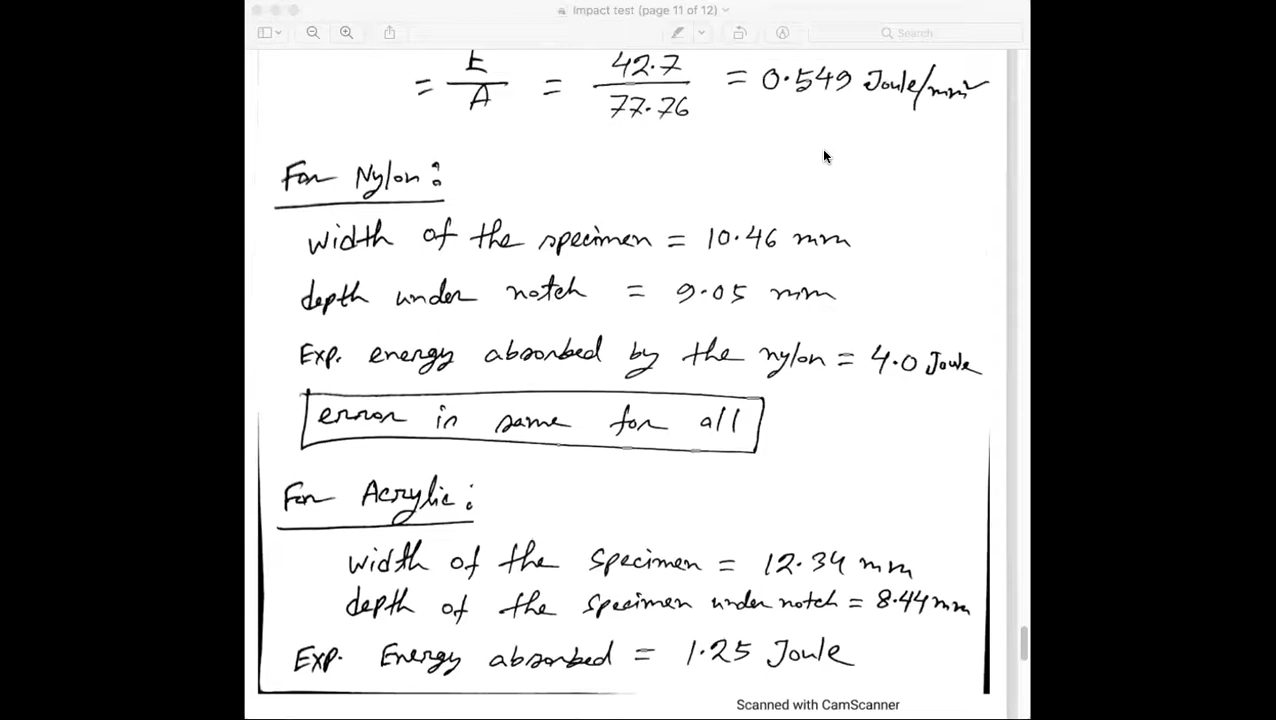 Impact test (page 11 of 12)
Search
= E/A = 42.7/77.76 = 0.549 Joule/mm²
For Nylon:
width of the specimen = 10.46 mm
depth under notch = 9.05 mm
Exp. energy absorbed by the nylon = 4.0 Joule
error is same for all
For Acrylic:
width of the specimen = 12.34 mm
depth of the specimen under notch = 8.44 mm
Exp. Energy absorbed = 1.25 Joule
Scanned with CamScanner